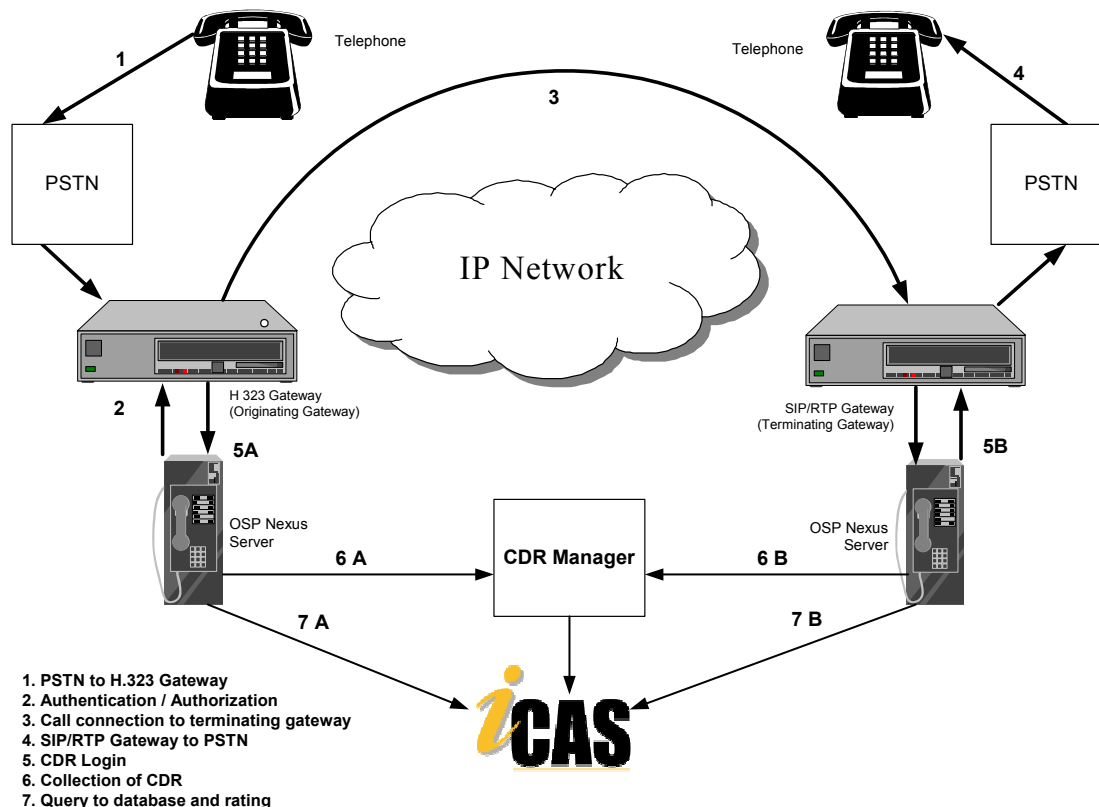 1
Telephone
3
Telephone
4
PSTN
PSTN
IP Network
H 323 Gateway
(Originating Gateway)
2
5A
SIP/RTP Gateway
(Terminating Gateway)
5B
OSP Nexus
Server
6 A
CDR Manager
6 B
OSP Nexus
Server
7 A
7 B
iCAS
1. PSTN to H.323 Gateway
2. Authentication / Authorization
3. Call connection to terminating gateway
4. SIP/RTP Gateway to PSTN
5. CDR Login
6. Collection of CDR
7. Query to database and rating